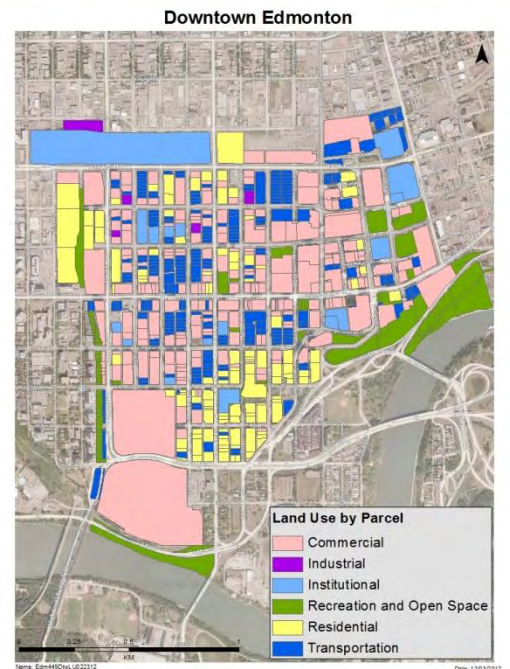 Downtown Edmonton
Land Use by Parcel
Commercial
Industrial
Institutional
Recreation and Open Space
Residential
Transportation
0 0.25 0.5 1
KM